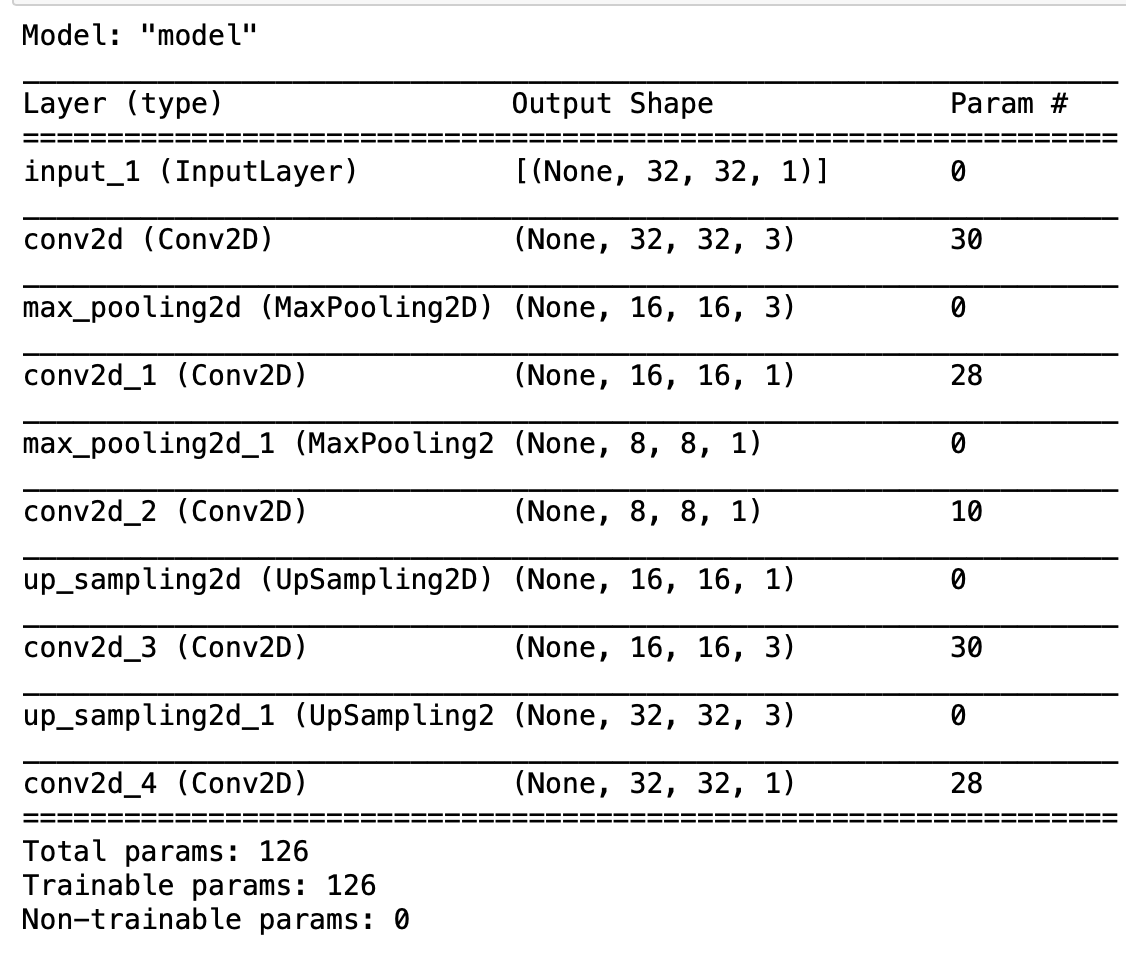 Model: "model"
Layer (type) Output Shape Param #
input_1 (InputLayer) [(None, 32, 32, 1)] 0
conv2d (Conv2D) (None, 32, 32, 3) 30
max_pooling2d (MaxPooling2D) (None, 16, 16, 3) 0
conv2d_1 (Conv2D) (None, 16, 16, 1) 28
max_pooling2d_1 (MaxPooling2 (None, 8, 8, 1) 0
conv2d_2 (Conv2D) (None, 8, 8, 1) 10
up_sampling2d (UpSampling2D) (None, 16, 16, 1) 0
conv2d_3 (Conv2D) (None, 16, 16, 3) 30
up_sampling2d_1 (UpSampling2 (None, 32, 32, 3) 0
conv2d_4 (Conv2D) (None, 32, 32, 1) 28
Total params: 126
Trainable params: 126
Non-trainable params: 0